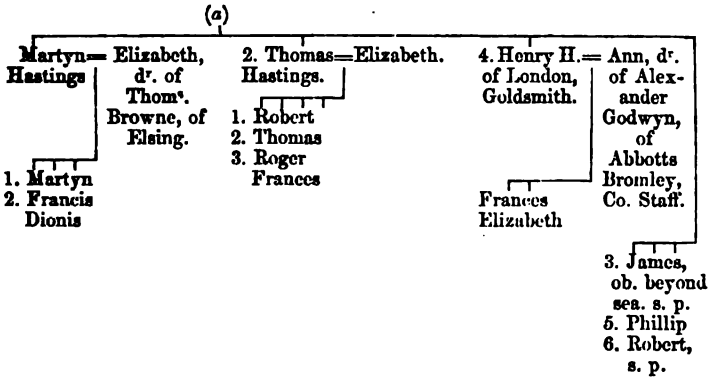 (a)
Martyn=
Hastings
Elizabeth,
dʳ. of
Thomˢ.
Browne, of
Elsing.
1. Martyn
2. Francis
Dionis
2. Thomas=Elizabeth.
Hastings.
1. Robert
2. Thomas
3. Roger
Frances
4. Henry H.=
of London,
Goldsmith.
Ann, dr.
of Alex-
ander
Godwyn,
of
Abbotts
Bromley,
Co. Staff.
Frances
Elizabeth
3. James,
ob. beyond
sea. s. p.
5. Phillip
6. Robert,
s. p.